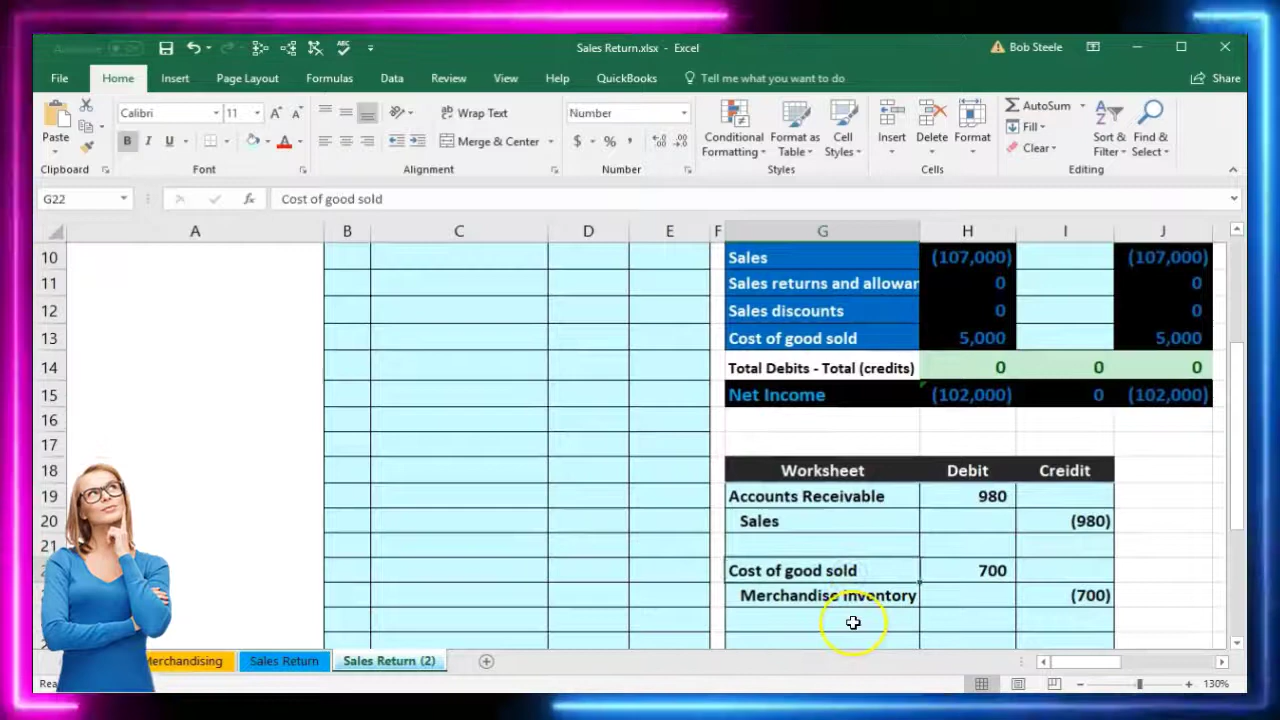 Sales Return.xlsx - Excel
Bob Steele
File Home Insert Page Layout Formulas Data Review View Help QuickBooks Tell me what you want to do Share
Paste
Clipboard
Calibri 11
B I U
Font
Wrap Text
Merge & Center
Alignment
Number
$ %
Number
Conditional Formatting
Format as Table
Cell Styles
Styles
Insert Delete Format
Cells
AutoSum
Fill
Clear
Sort & Filter
Find & Select
Editing
G22 fx Cost of good sold
A B C D E F G H I J
10 Sales (107,000) (107,000)
11 Sales returns and allowar 0 0
12 Sales discounts 0 0
13 Cost of good sold 5,000 5,000
14 Total Debits - Total (credits) 0 0 0
15 Net Income (102,000) 0 (102,000)
16
17
18 Worksheet Debit Creidit
19 Accounts Receivable 980
20 Sales (980)
21
Cost of good sold 700
Merchandise Inventory (700)
Merchandising Sales Return Sales Return (2)
Rea 130%